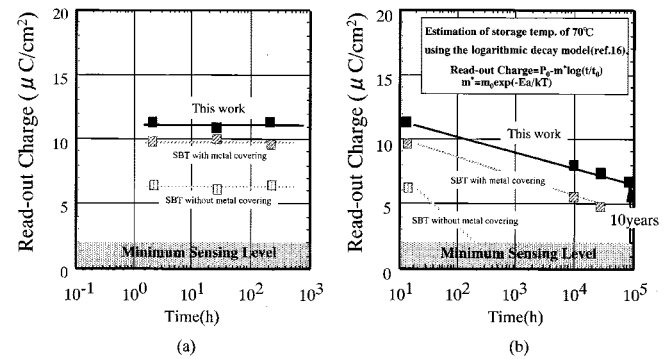 Read-out Charge (μC/cm²)
20
15
10
5
0
This work
SBT with metal covering
SBT without metal covering
Minimum Sensing Level
10⁻¹ 10⁰ 10¹ 10² 10³
Time(h)
(a)
Read-out Charge (μC/cm²)
20
15
10
5
0
Estimation of storage temp. of 70℃
using the logarithmic decay model(ref.16).
Read-out Charge=P₀-m*log(t/t₀)
m*=m₀exp(-Ea/kT)
This work
SBT with metal covering
SBT without metal covering
10years
Minimum Sensing Level
10¹ 10² 10³ 10⁴ 10⁵
Time(h)
(b)